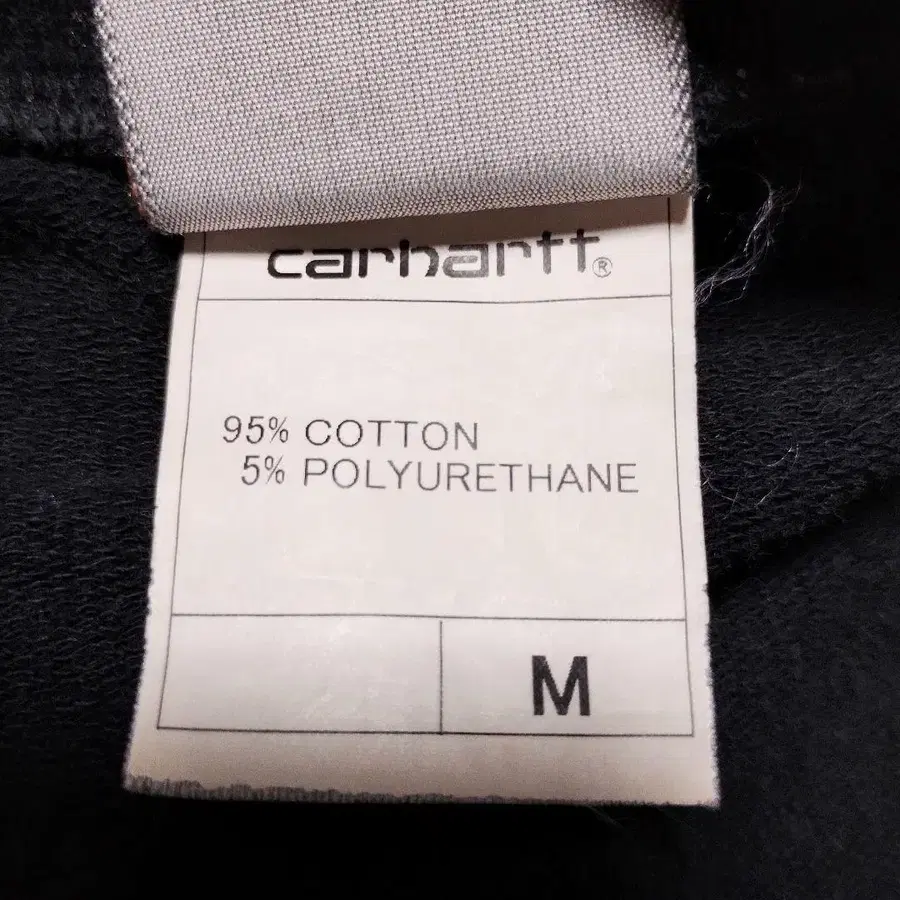 carhartt®
95% COTTON
5% POLYURETHANE
M